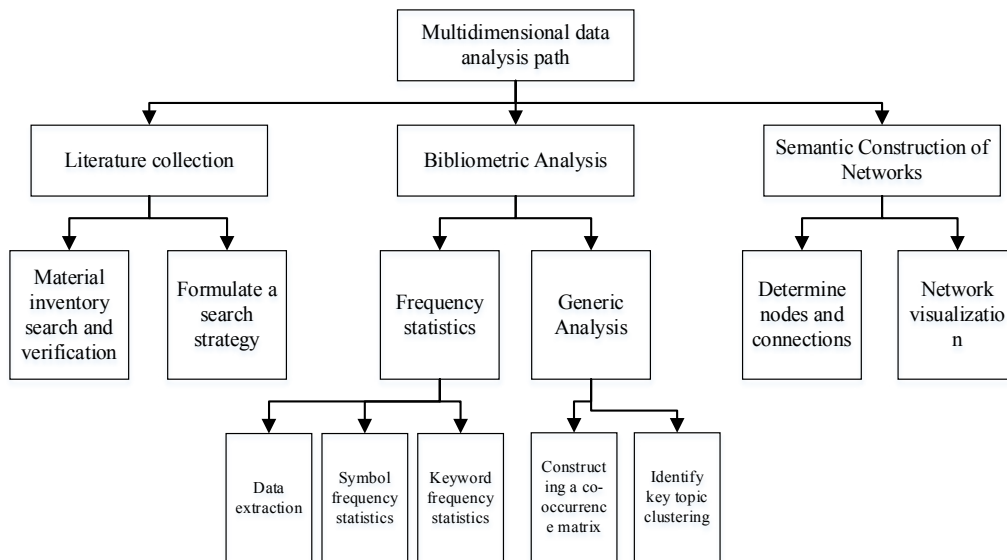 Multidimensional data
analysis path
Literature collection
Bibliometric Analysis
Semantic Construction of
Networks
Material
inventory
search and
verification
Formulate a
search
strategy
Frequency
statistics
Generic
Analysis
Determine
nodes and
connections
Network
visualizatio
n
Data
extraction
Symbol
frequency
statistics
Keyword
frequency
statistics
Construct
ing a co-
occurrenc
e matrix
Identify
key topic
clustering